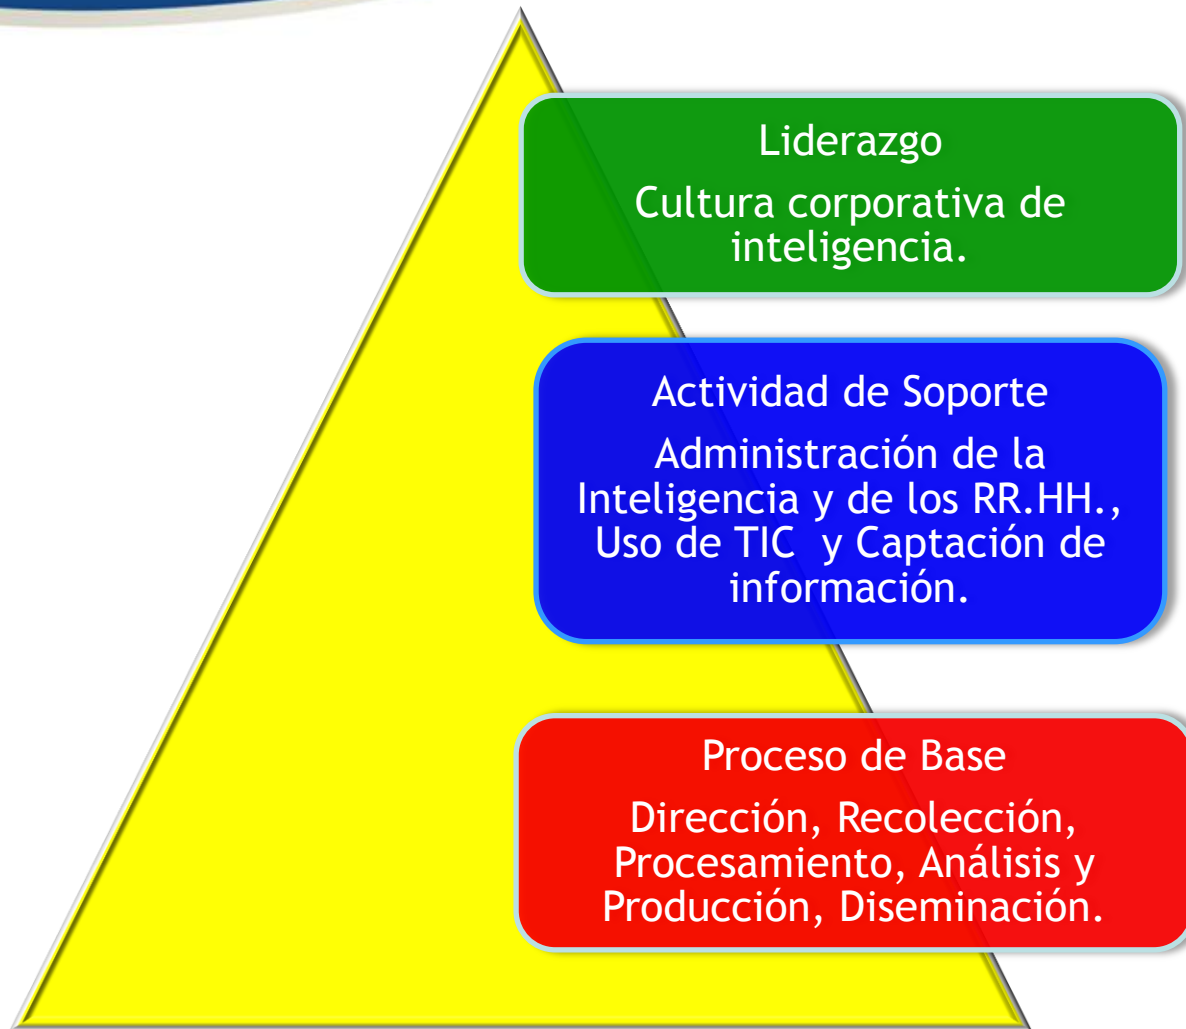 Liderazgo
Cultura corporativa de
inteligencia.
Actividad de Soporte
Administración de la
Inteligencia y de los RR.HH.,
Uso de TIC y Captación de
información.
Proceso de Base
Dirección, Recolección,
Procesamiento, Análisis y
Producción, Diseminación.